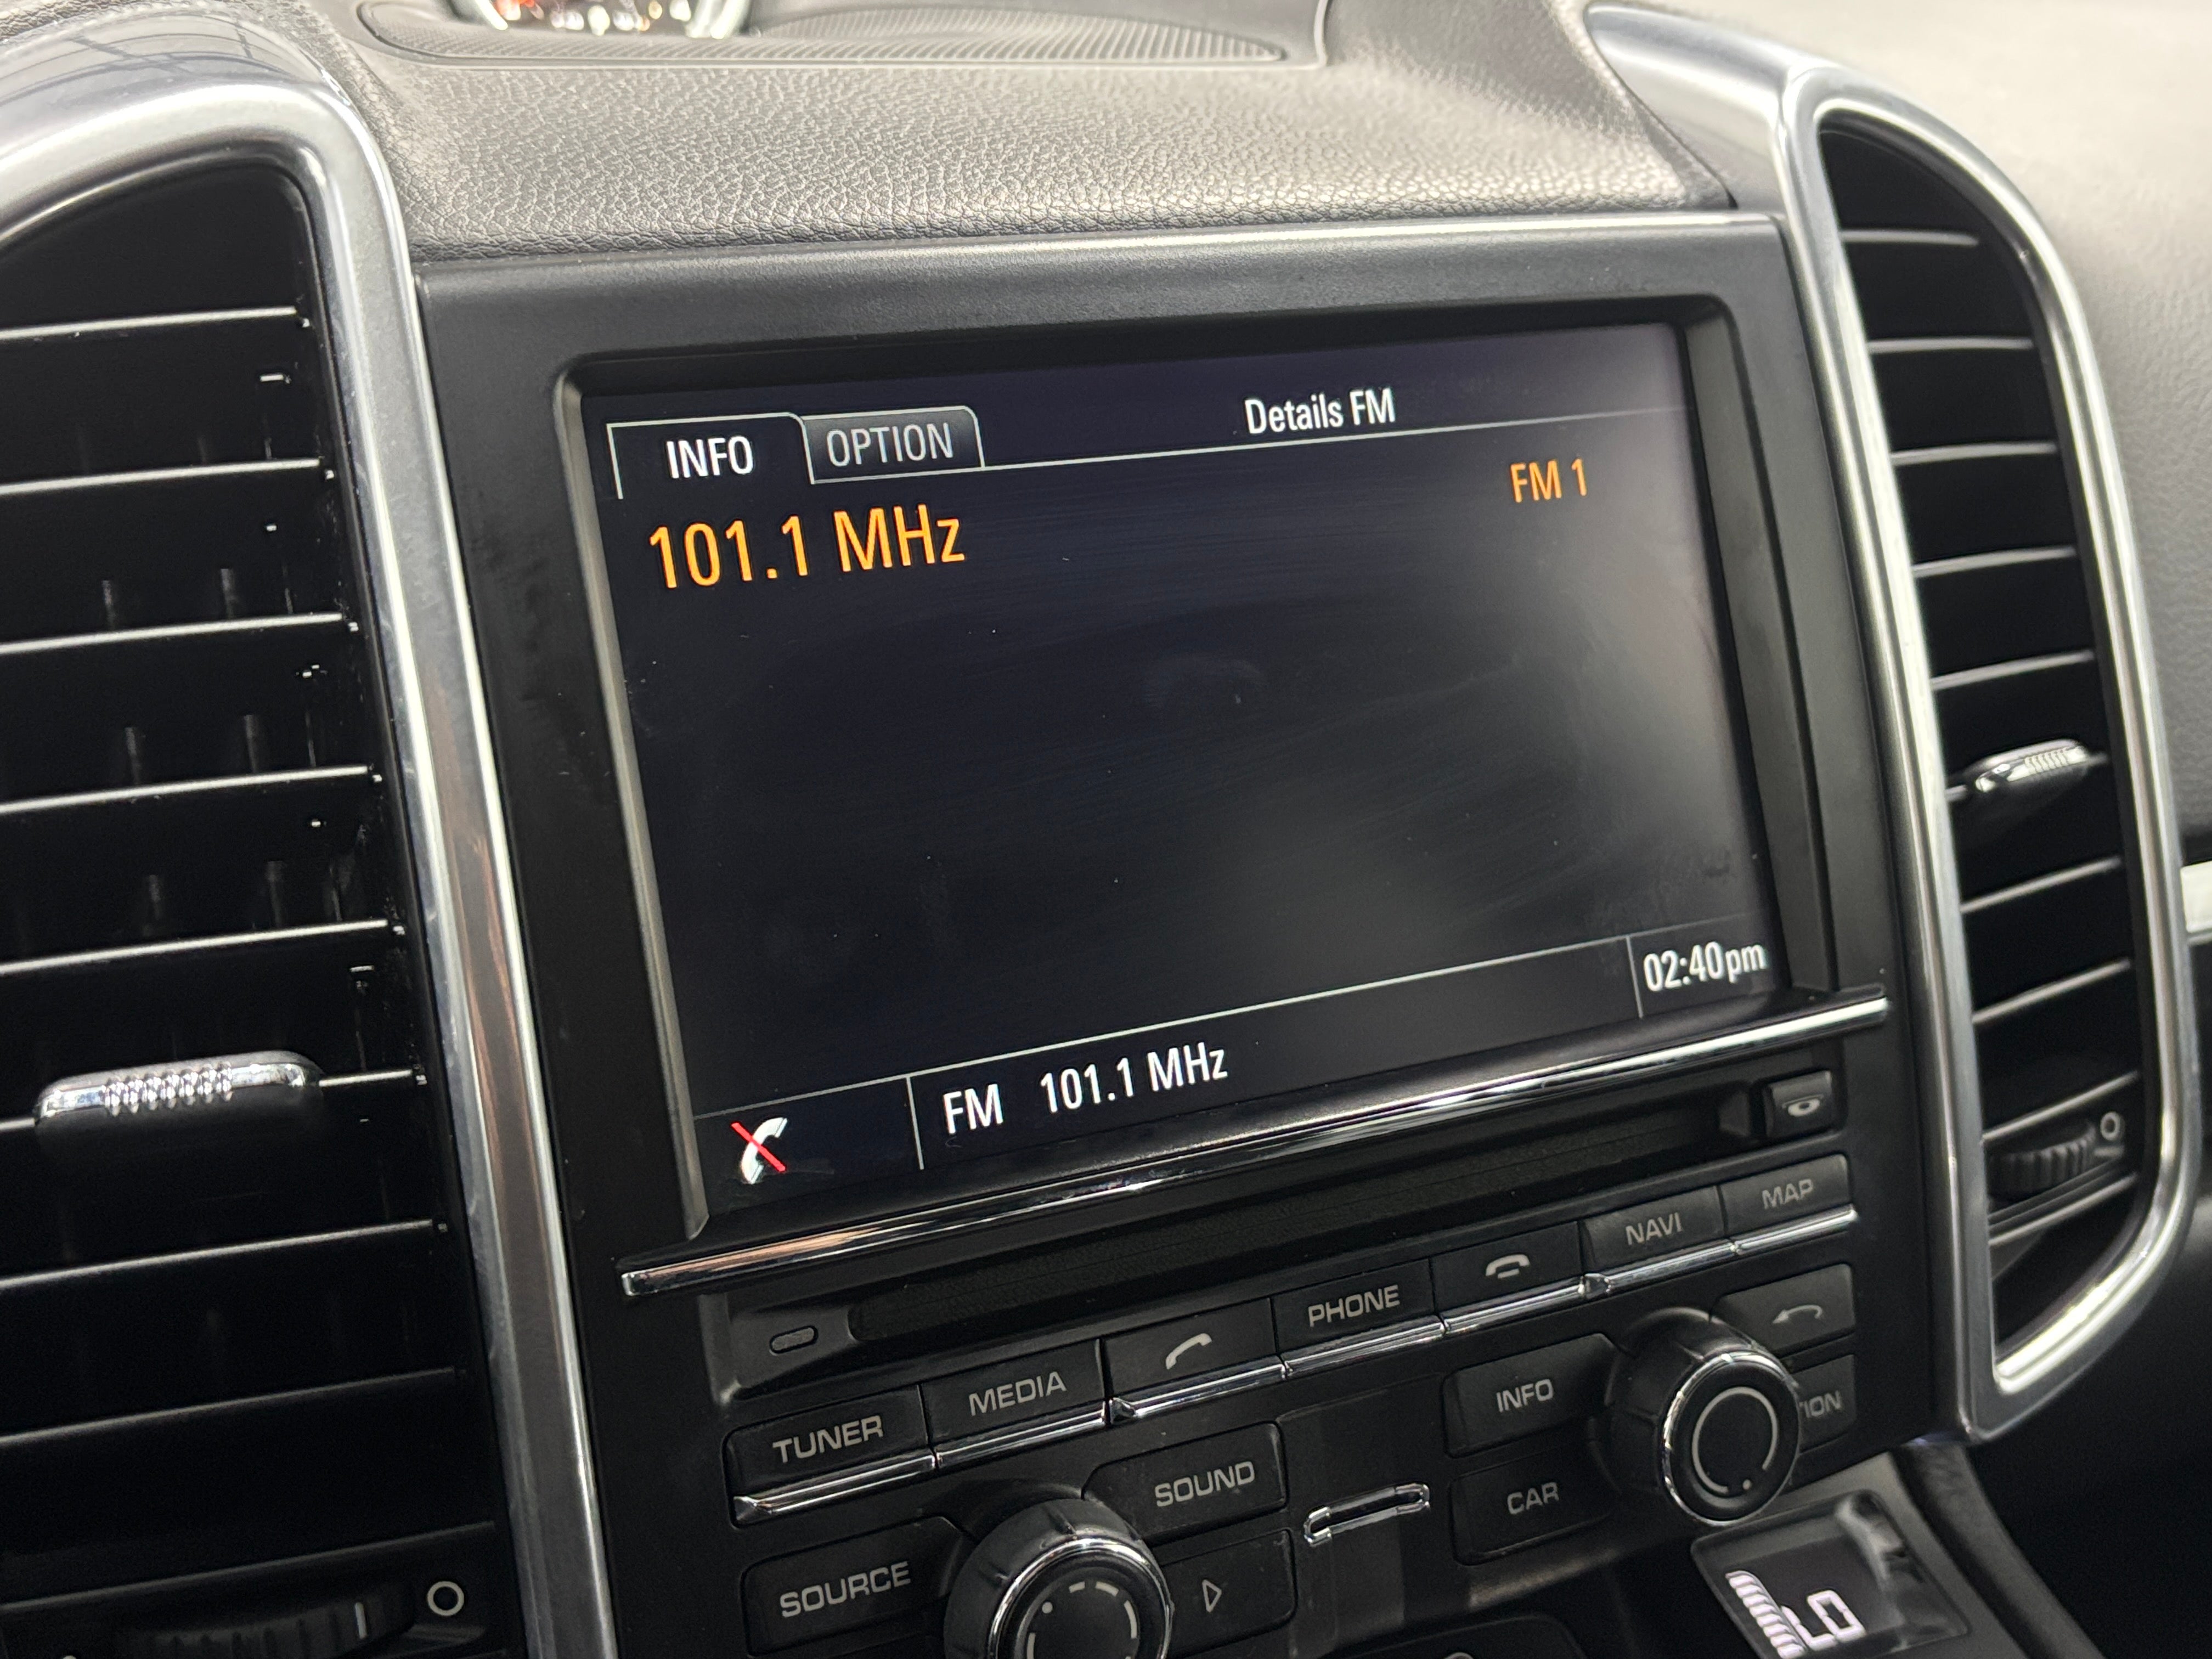 INFO OPTION Details FM
101.1 MHz FM 1
02:40pm
FM 101.1 MHz
NAVI MAP
PHONE
MEDIA
TUNER
INFO
SOUND
CAR
SOURCE
LO